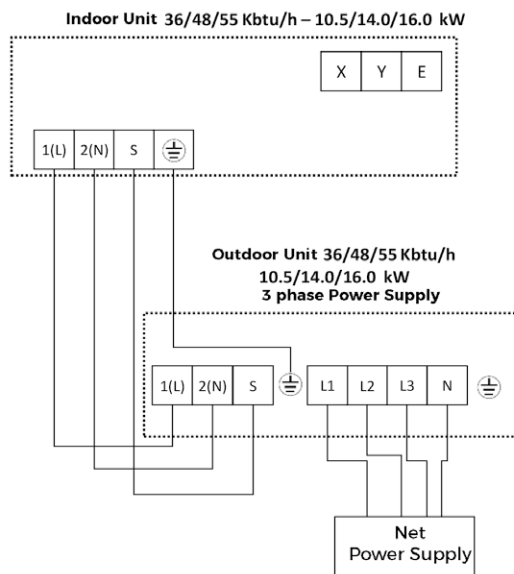 Indoor Unit 36/48/55 Kbtu/h – 10.5/14.0/16.0 kW
X Y E
1(L) 2(N) S
Outdoor Unit 36/48/55 Kbtu/h
10.5/14.0/16.0 kW
3 phase Power Supply
1(L) 2(N) S L1 L2 L3 N
Net
Power Supply